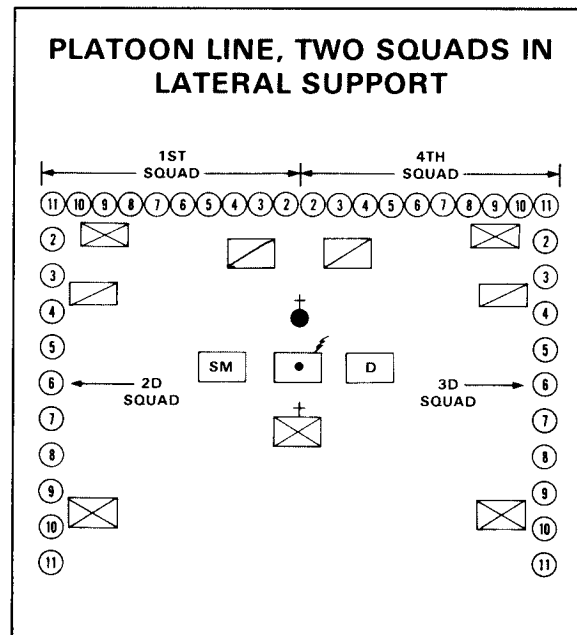 PLATOON LINE, TWO SQUADS IN
LATERAL SUPPORT
1ST
SQUAD
4TH
SQUAD
11 10 9 8 7 6 5 4 3 2 2 3 4 5 6 7 8 9 10 11
2 2
3 3
4 4
5 5
SM D
6 2D
SQUAD 3D
SQUAD 6
7 7
8 8
9 9
10 10
11 11